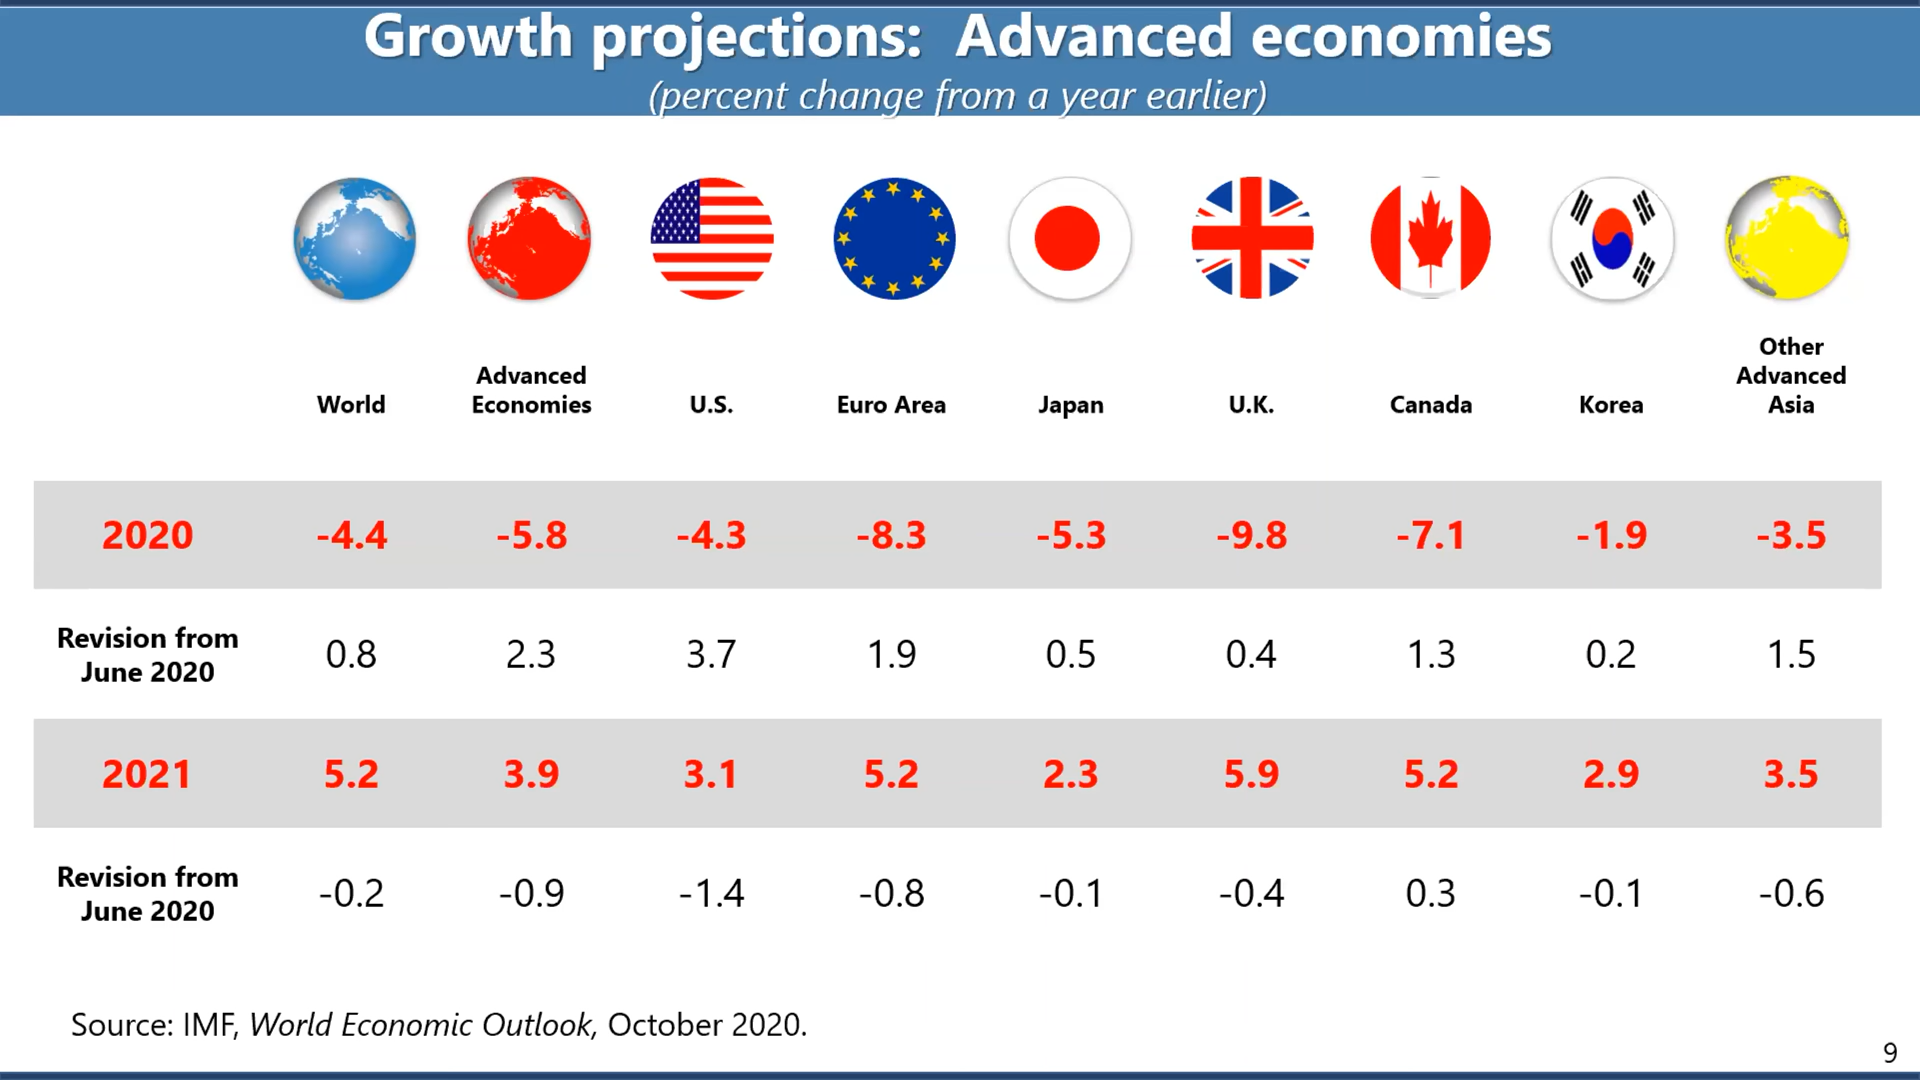 Growth projections:  Advanced economies
(percent change from a year earlier)
World
Advanced
Economies
U.S.
Euro Area
Japan
U.K.
Canada
Korea
Other
Advanced
Asia
2020 -4.4 -5.8 -4.3 -8.3 -5.3 -9.8 -7.1 -1.9 -3.5
Revision from
June 2020
0.8 2.3 3.7 1.9 0.5 0.4 1.3 0.2 1.5
2021 5.2 3.9 3.1 5.2 2.3 5.9 5.2 2.9 3.5
Revision from
June 2020
-0.2 -0.9 -1.4 -0.8 -0.1 -0.4 0.3 -0.1 -0.6
Source: IMF, World Economic Outlook, October 2020.
9